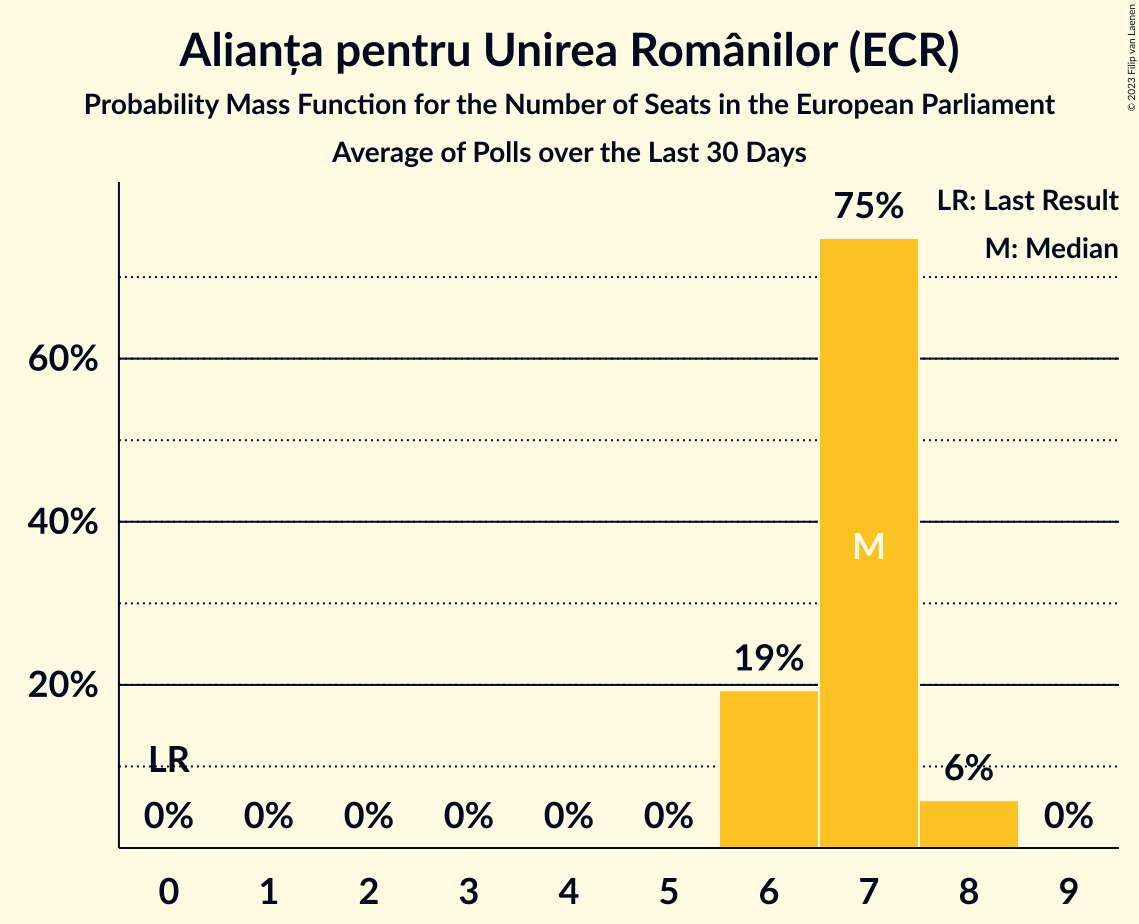 Alianța pentru Unirea Românilor (ECR)
Probability Mass Function for the Number of Seats in the European Parliament
Average of Polls over the Last 30 Days
© 2023 Filip van Laenen
LR: Last Result
M: Median
75%
60%
40%
M
19%
20%
LR
6%
0% 0% 0% 0% 0% 0% 0%
0 1 2 3 4 5 6 7 8 9